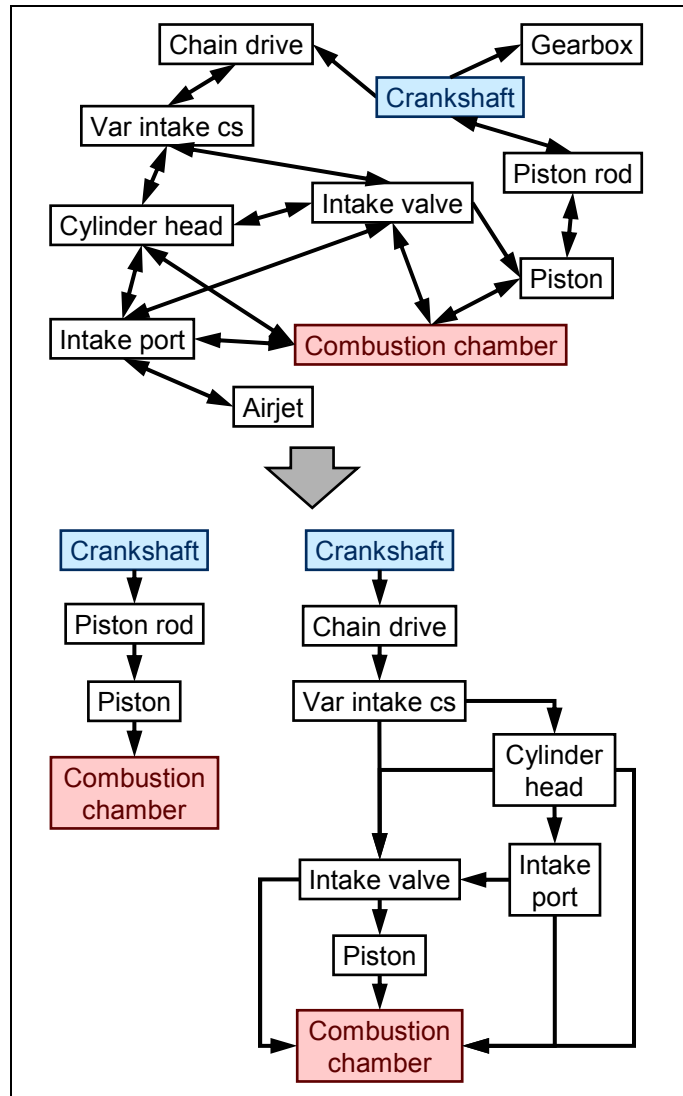 Chain drive
Gearbox
Crankshaft
Var intake cs
Piston rod
Intake valve
Cylinder head
Piston
Intake port
Combustion chamber
Airjet
Crankshaft
Piston rod
Piston
Combustion
chamber
Crankshaft
Chain drive
Var intake cs
Cylinder
head
Intake
port
Intake valve
Piston
Combustion
chamber